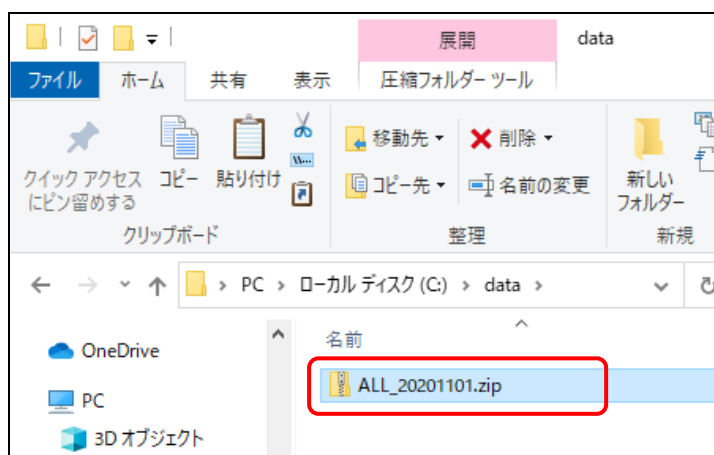 展開 data
ファイル ホーム 共有 表示 圧縮フォルダー ツール
クイック アクセス
にピン留めする
コピー 貼り付け
移動先 削除
コピー先 名前の変更
新しい
フォルダー
クリップボード 整理 新規
PC ローカル ディスク (C:) data
名前
OneDrive
ALL_20201101.zip
PC
3D オブジェクト